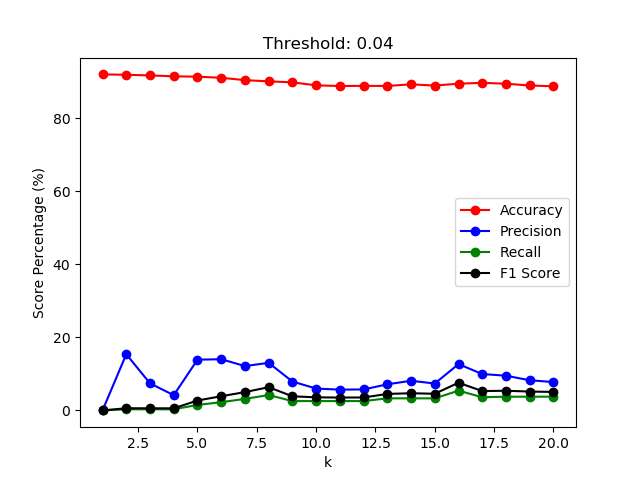 Threshold: 0.04
Score Percentage (%)
80
60
40
20
0
Accuracy
Precision
Recall
F1 Score
2.5 5.0 7.5 10.0 12.5 15.0 17.5 20.0
k